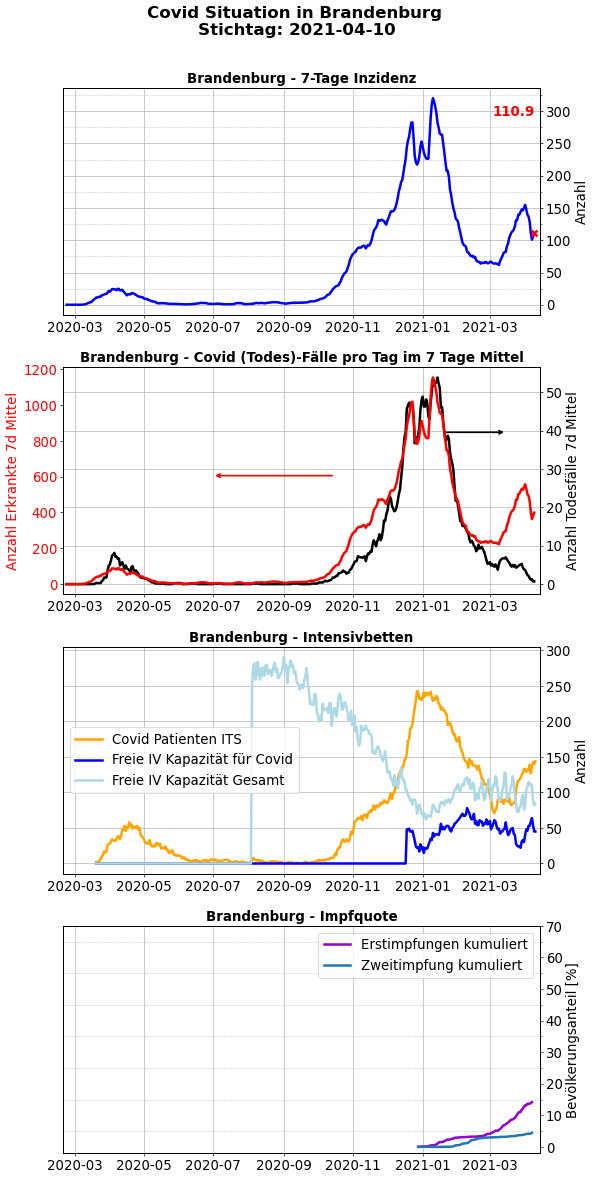 Covid Situation in Brandenburg
Stichtag: 2021-04-10
Brandenburg - 7-Tage Inzidenz
110.9
300
250
200
150
100
50
0
Anzahl
2020-03 2020-05 2020-07 2020-09 2020-11 2021-01 2021-03
Brandenburg - Covid (Todes)-Fälle pro Tag im 7 Tage Mittel
Anzahl Erkrankte 7d Mittel
1200
1000
800
600
400
200
0
50
40
30
20
10
0
Anzahl Todesfälle 7d Mittel
2020-03 2020-05 2020-07 2020-09 2020-11 2021-01 2021-03
Brandenburg - Intensivbetten
Covid Patienten ITS
Freie IV Kapazität für Covid
Freie IV Kapazität Gesamt
300
250
200
150
100
50
0
Anzahl
2020-03 2020-05 2020-07 2020-09 2020-11 2021-01 2021-03
Brandenburg - Impfquote
Erstimpfungen kumuliert
Zweitimpfung kumuliert
70
60
50
40
30
20
10
0
Bevölkerungsanteil [%]
2020-03 2020-05 2020-07 2020-09 2020-11 2021-01 2021-03